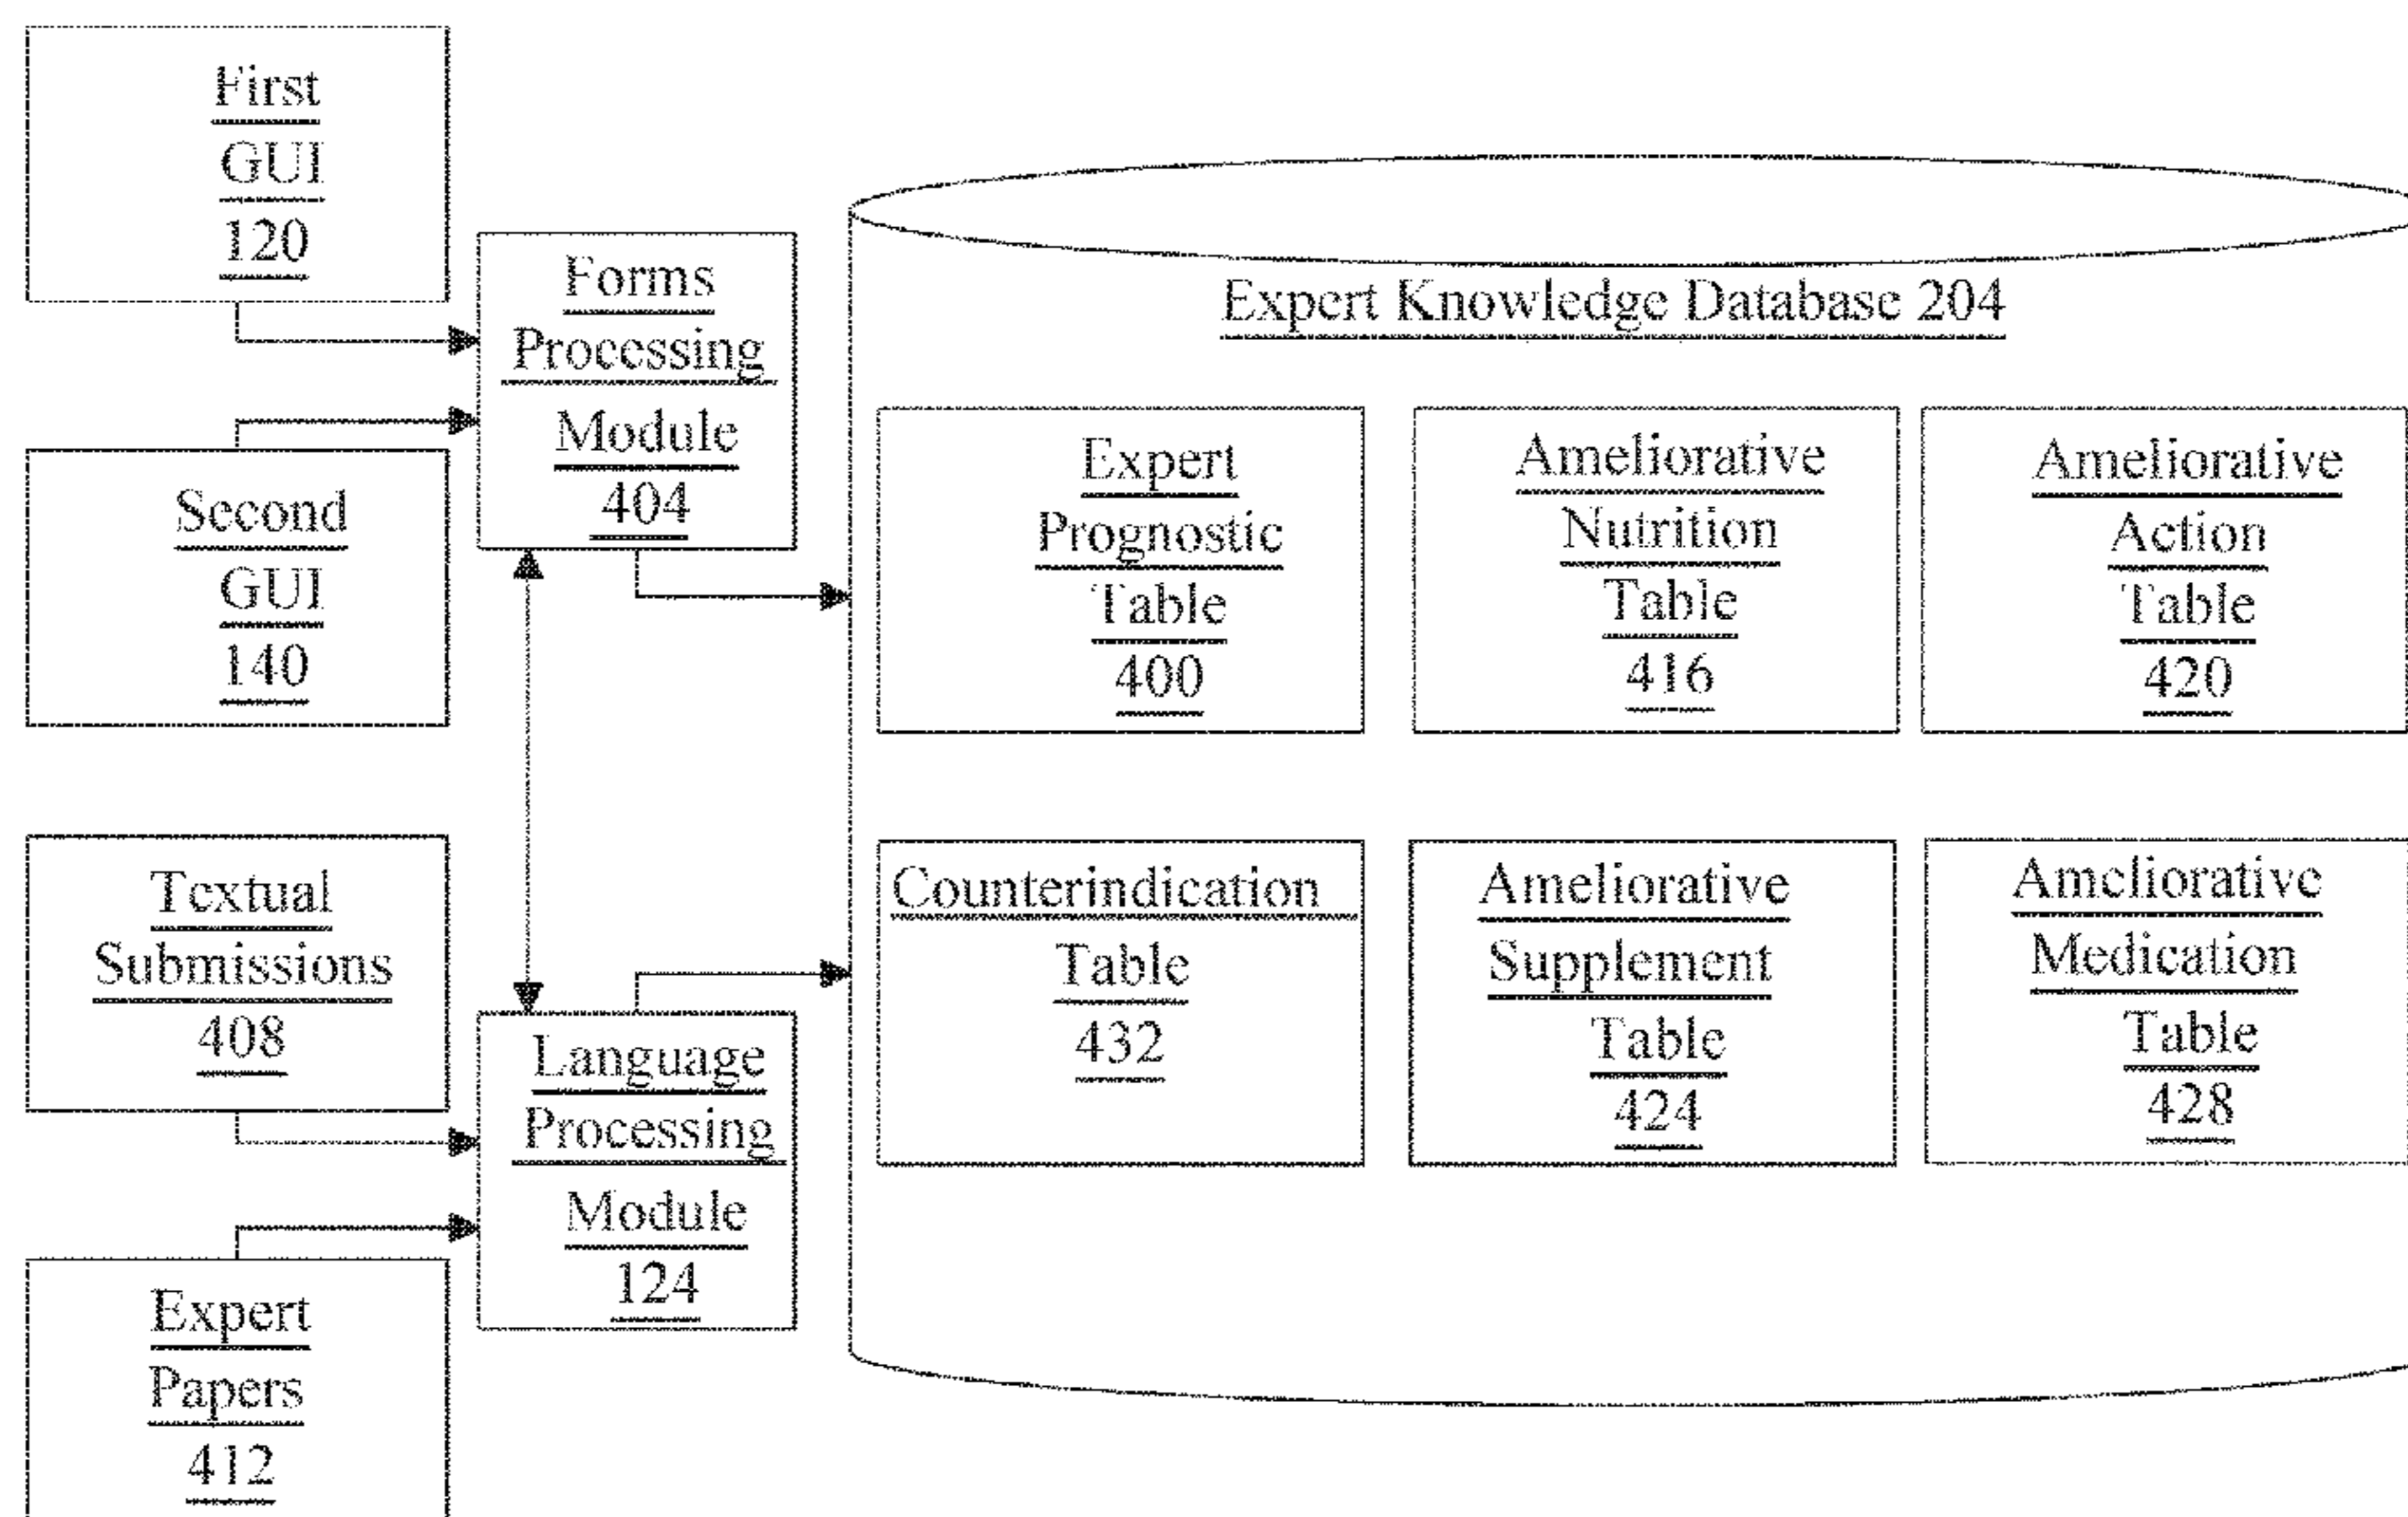 First
GUI
120
Second
GUI
140
Textual
Submissions
408
Expert
Papers
412
Forms
Processing
Module
404
Language
Processing
Module
124
Expert Knowledge Database 204
Expert
Prognostic
Table
400
Ameliorative
Nutrition
Table
416
Ameliorative
Action
Table
420
Counterindication
Table
432
Ameliorative
Supplement
Table
424
Ameliorative
Medication
Table
428